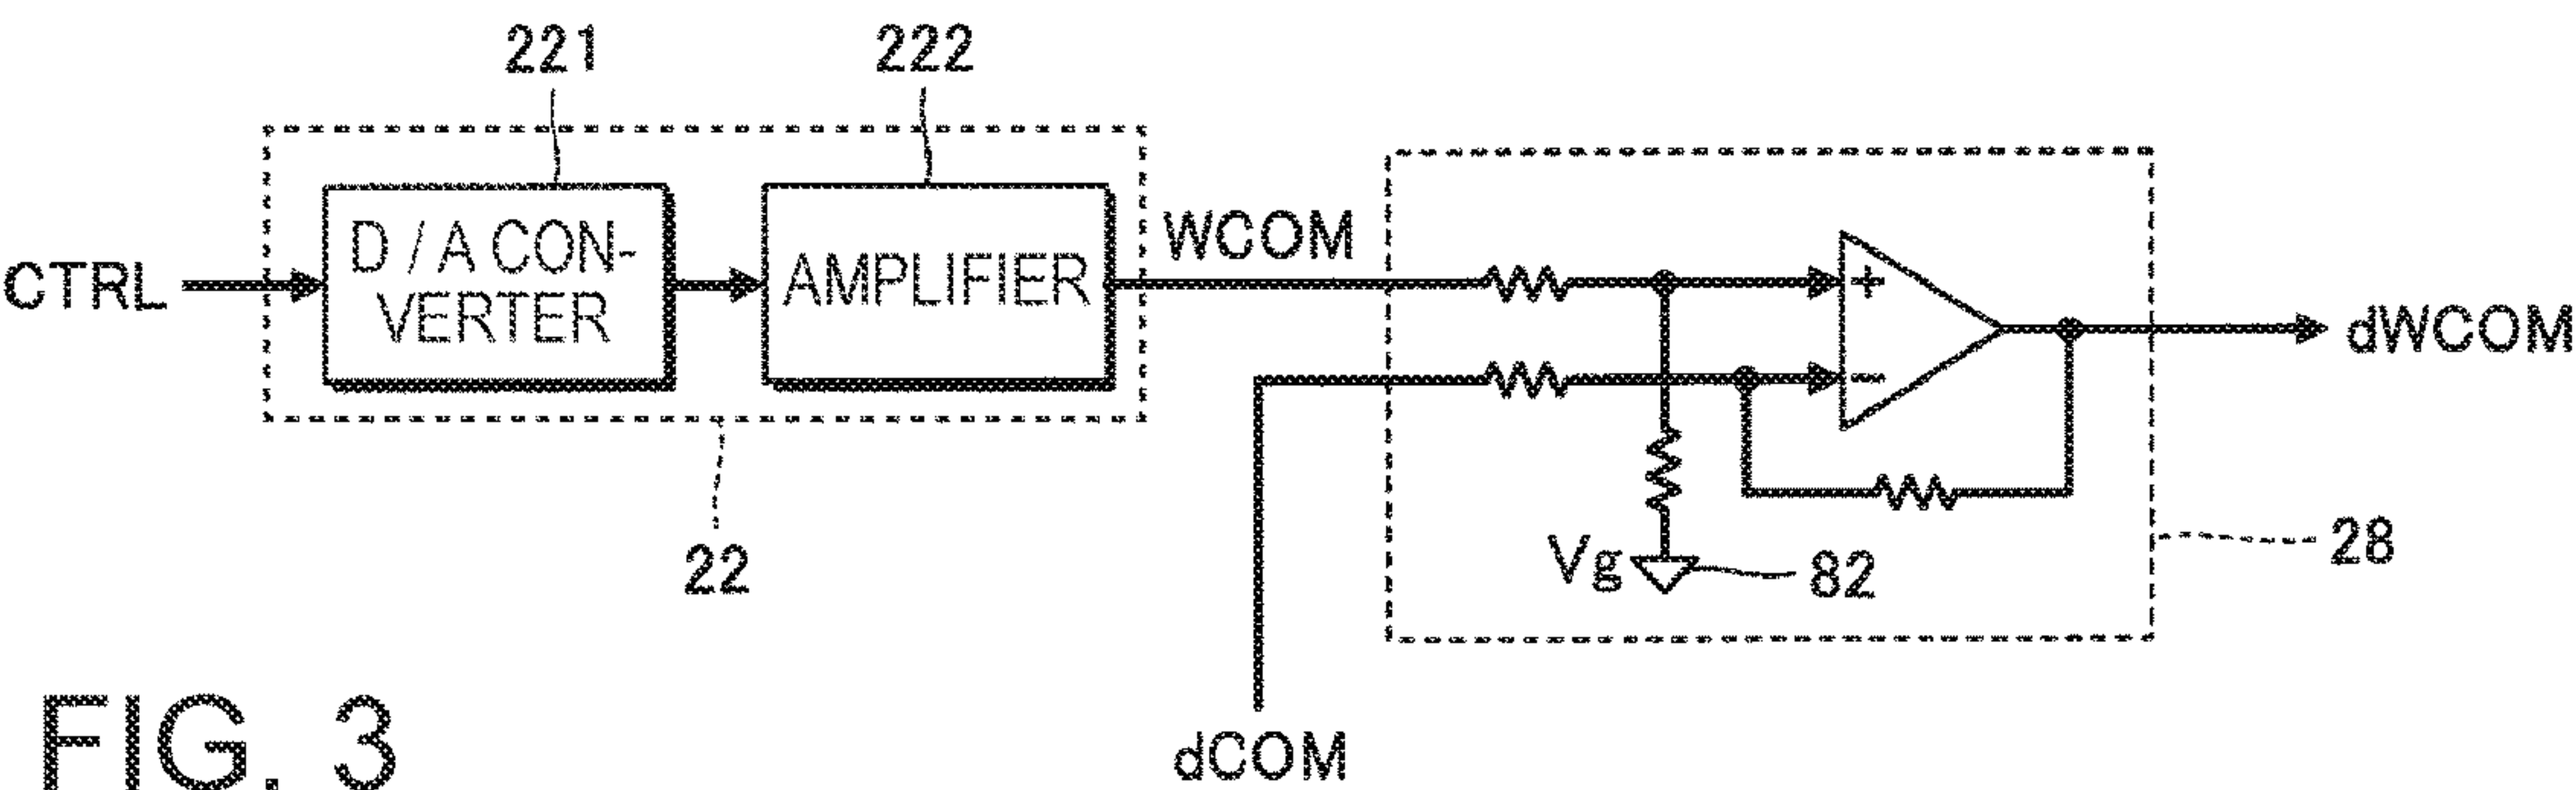 221
222
CTRL
D / A CON-
VERTER
AMPLIFIER
WCOM
+
−
dWCOM
22
Vg
82
28
dCOM
FIG. 3